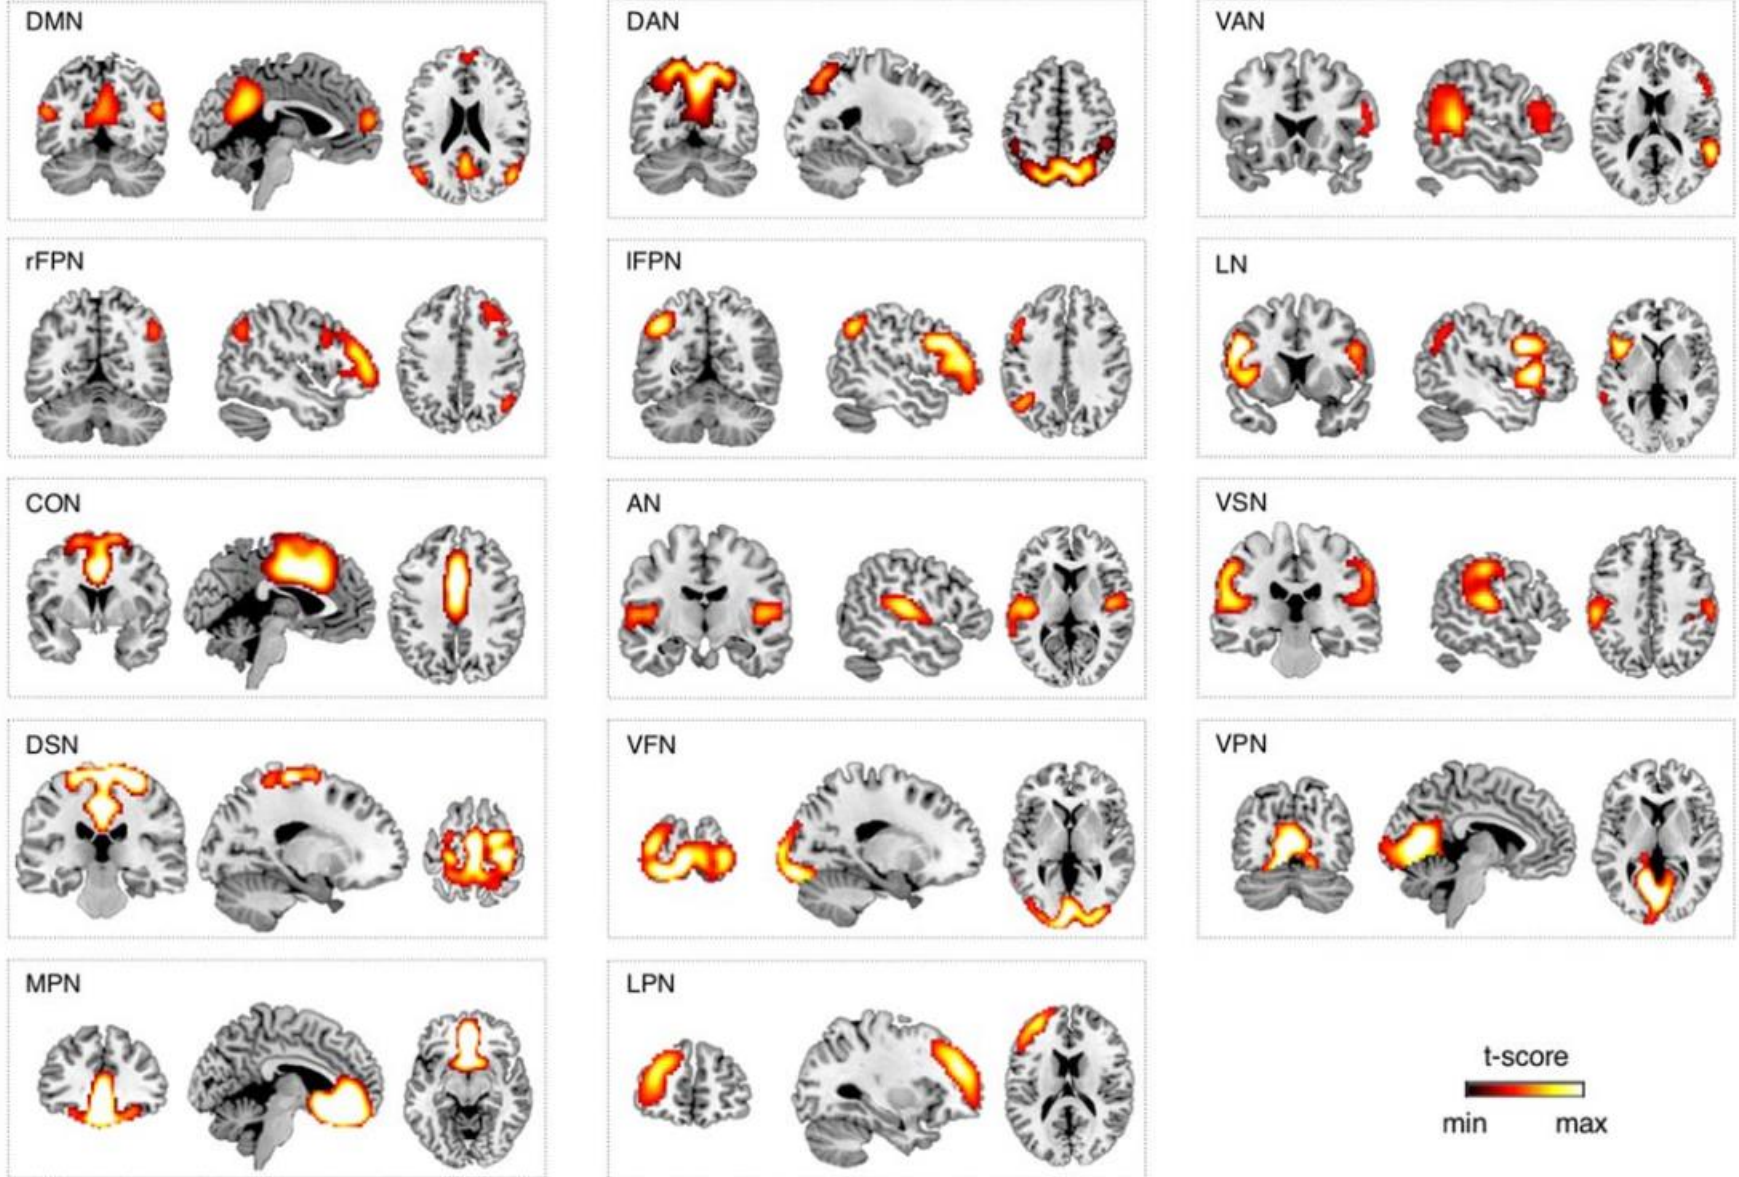 DMN
DAN
VAN
rFPN
lFPN
LN
CON
AN
VSN
DSN
VFN
VPN
MPN
LPN
t-score
min max